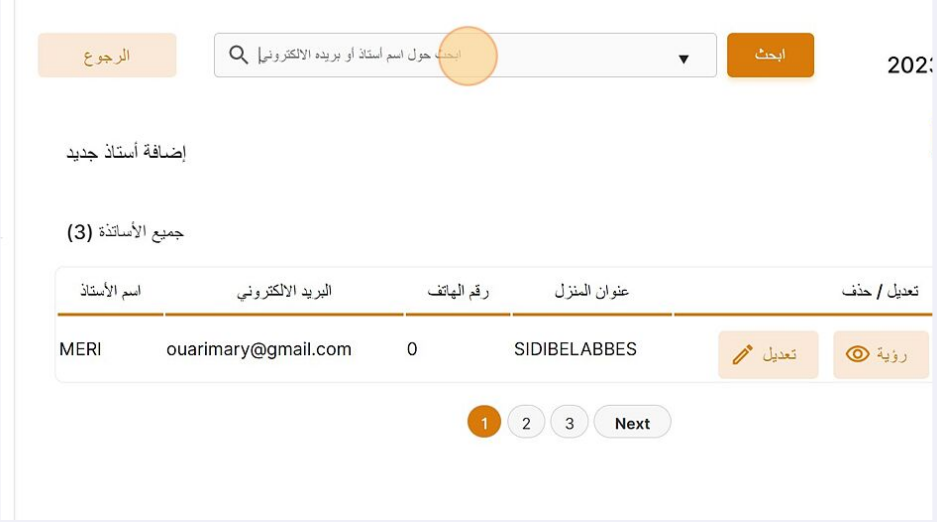 الرجوع
ابحث حول اسم أستاذ أو بريده الالكتروني
ابحث
202
إضافة أستاذ جديد
جميع الأساتذة (3)
اسم الأستاذ البريد الالكتروني رقم الهاتف عنوان المنزل تعديل / حذف
MERI ouarimary@gmail.com 0 SIDIBELABBES تعديل رؤية
1 2 3 Next